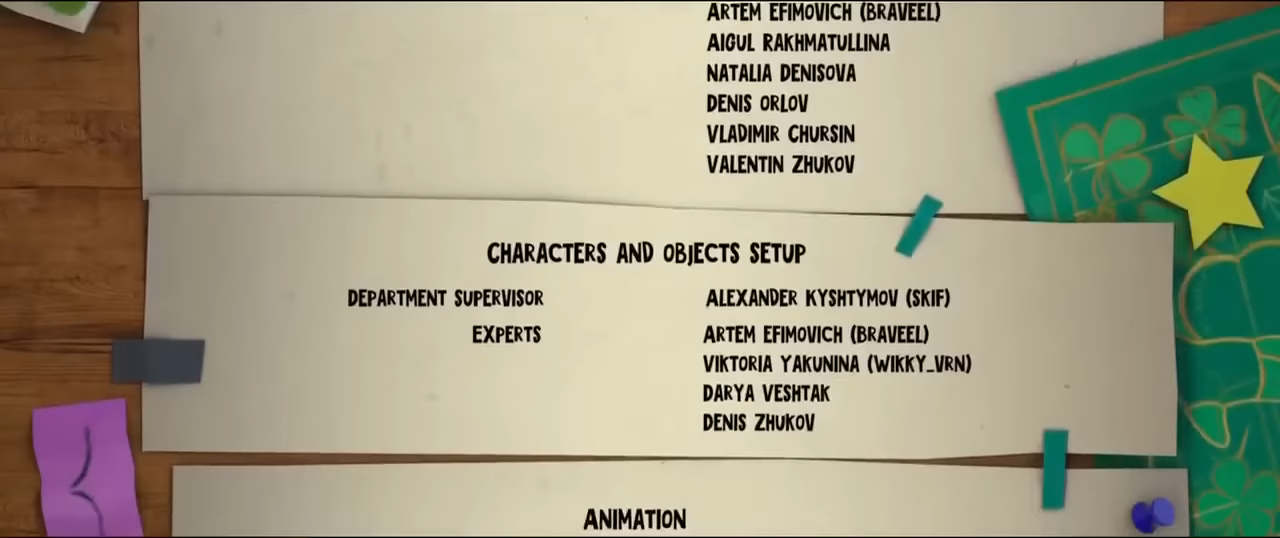 ARTEM EFIMOVICH (BRAVEEL)
AIGUL RAKHMATULLINA
NATALIA DENISOVA
DENIS ORLOV
VLADIMIR CHURSIN
VALENTIN ZHUKOV
CHARACTERS AND OBJECTS SETUP
DEPARTMENT SUPERVISOR ALEXANDER KYSHTYMOV (SKIF)
EXPERTS ARTEM EFIMOVICH (BRAVEEL)
VIKTORIA YAKUNINA (WIKKY_VRN)
DARYA VESHTAK
DENIS ZHUKOV
ANIMATION